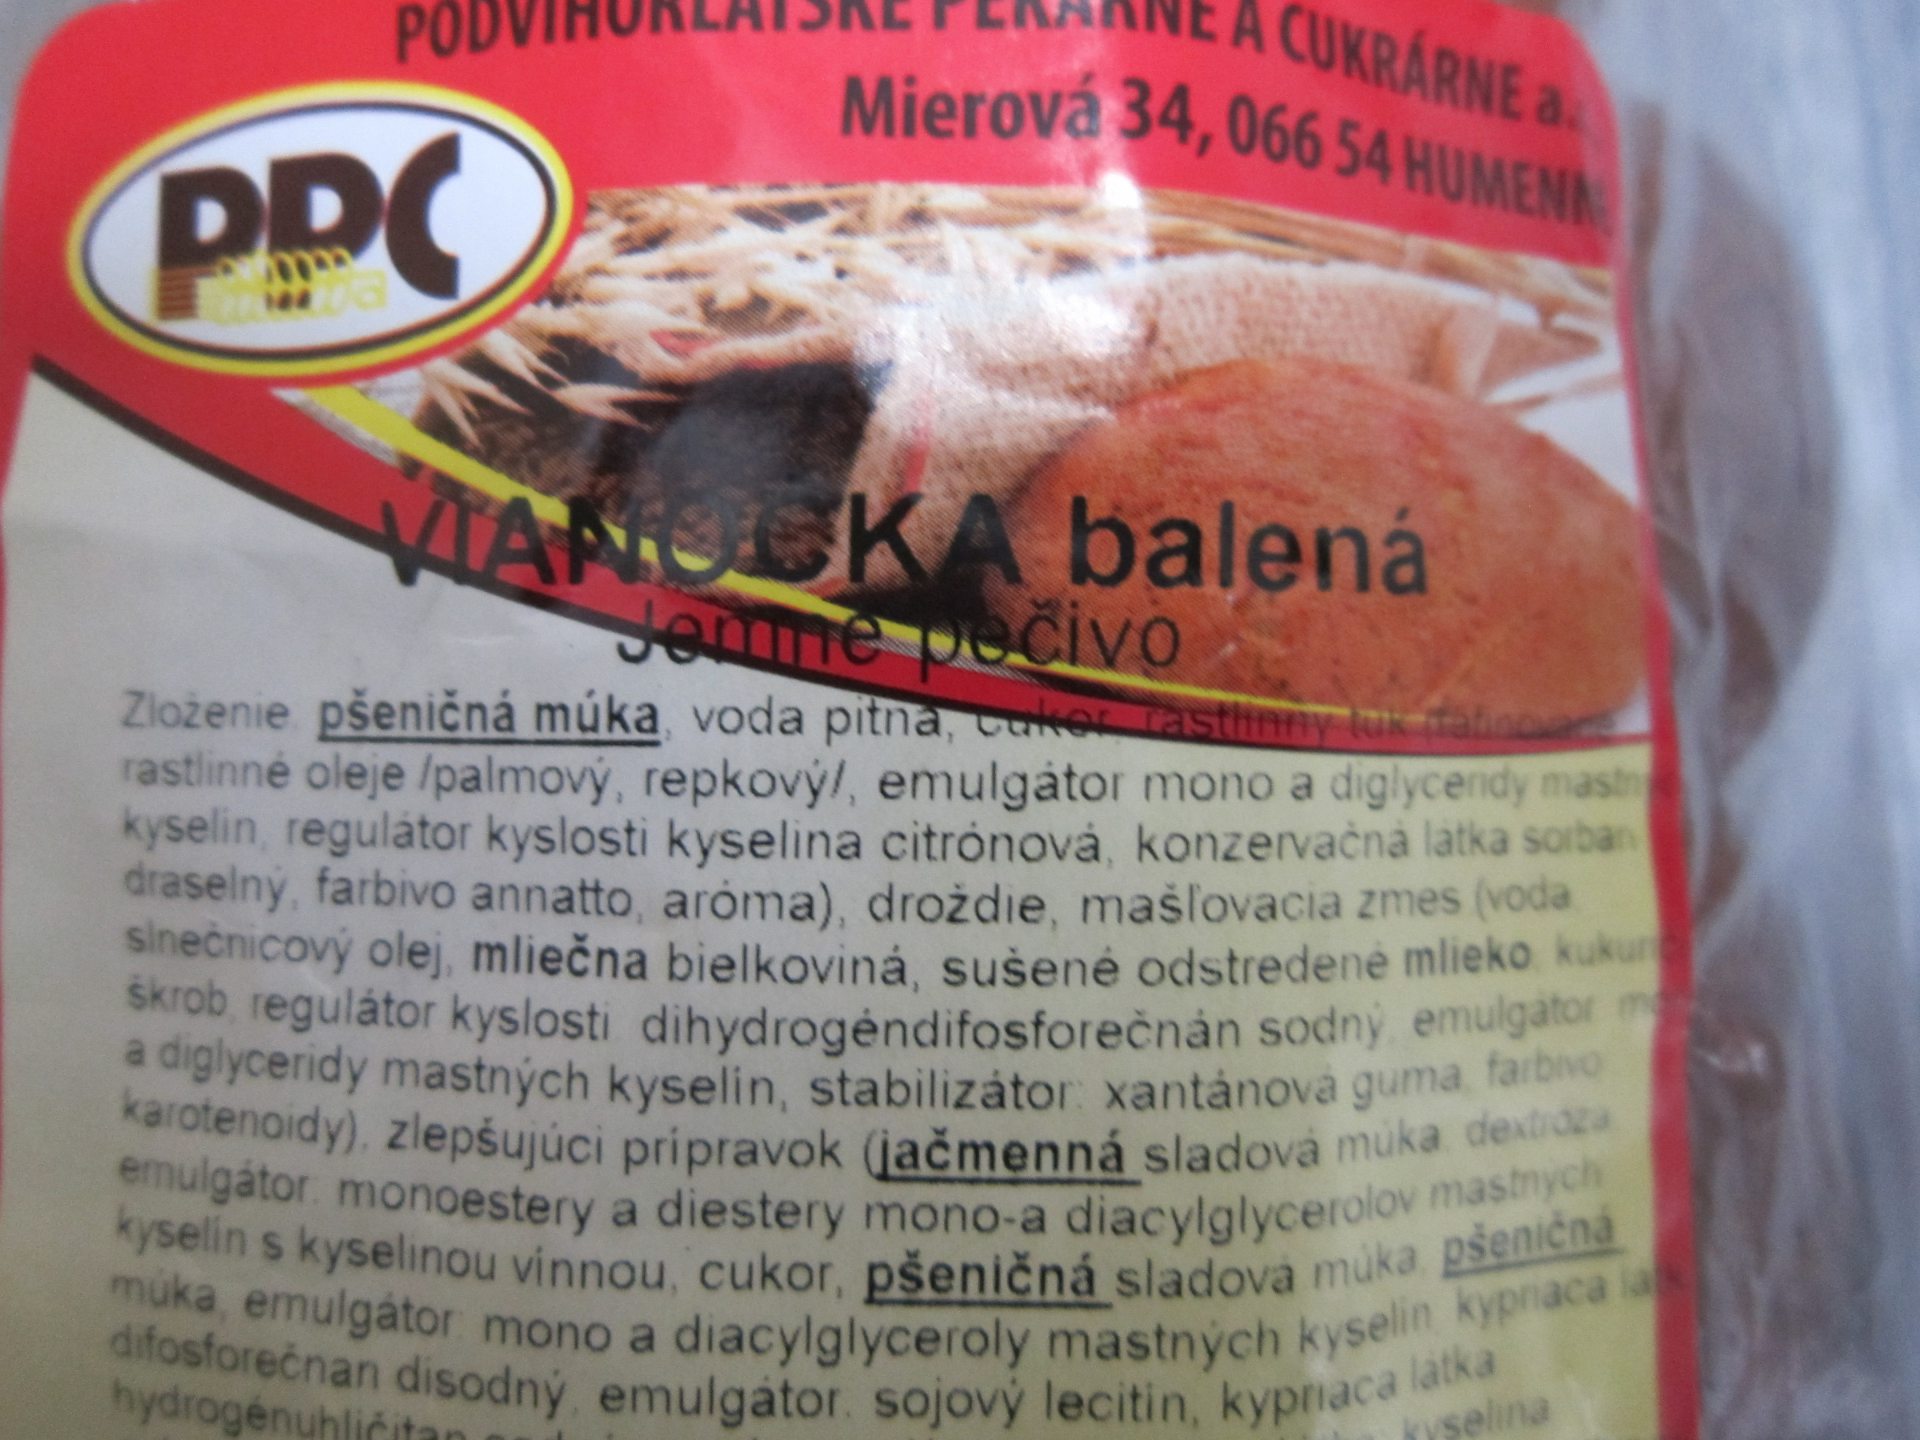 PODVIHORLATSKÉ PEKÁRNE A CUKRÁRNE a.
Mierová 34, 066 54 HUMENN
PPC
VIANOČKA balená
Jemné pečivo
Zloženie pšeničná múka, voda pitná, cukor, rastlinný tuk
rastlinné oleje /palmový, repkový/, emulgátor mono a diglyceridy
kyselín, regulátor kyslosti kyselina citrónová, konzervačná látka sorban
draselný, farbivo annatto, aróma), droždie, mašľovacia zmes (voda
slnečnicový olej, mliečna bielkoviná, sušené odstredené mlieko
škrob, regulátor kyslosti dihydrogéndifosforečnán sodný, emulgátor
a diglyceridy mastných kyselín, stabilizátor: xantánová guma, farbivo
karotenoidy), zlepšujúci prípravok (jačmenná sladová múka, dextróza
emulgátor: monoestery a diestery mono-a diacylglycerolov mastných
kyselín s kyselinou vínnou, cukor, pšeničná sladová múka, pšeničná
múka, emulgátor: mono a diacylglyceroly mastných kyselín kypriaca
difosforečnan disodný, emulgátor: sojový lecitín, kypriaca látka
hydrogénuhličitan kyselina